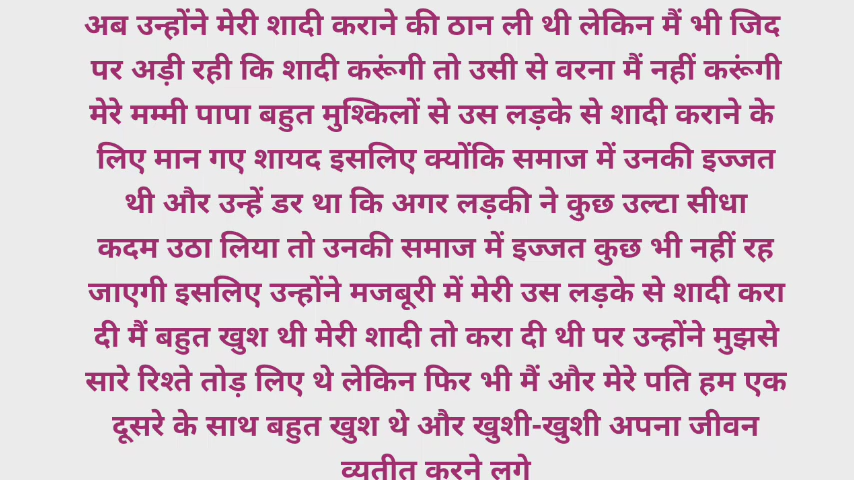 अब उन्होंने मेरी शादी कराने की ठान ली थी लेकिन मैं भी जिद
पर अड़ी रही कि शादी करूंगी तो उसी से वरना मैं नहीं करूंगी
मेरे मम्मी पापा बहुत मुश्किलों से उस लड़के से शादी कराने के
लिए मान गए शायद इसलिए क्योंकि समाज में उनकी इज्जत
थी और उन्हें डर था कि अगर लड़की ने कुछ उल्टा सीधा
कदम उठा लिया तो उनकी समाज में इज्जत कुछ भी नहीं रह
जाएगी इसलिए उन्होंने मजबूरी में मेरी उस लड़के से शादी करा
दी मैं बहुत खुश थी मेरी शादी तो करा दी थी पर उन्होंने मुझसे
सारे रिश्ते तोड़ लिए थे लेकिन फिर भी मैं और मेरे पति हम एक
दूसरे के साथ बहुत खुश थे और खुशी-खुशी अपना जीवन
व्यतीत करने लगे